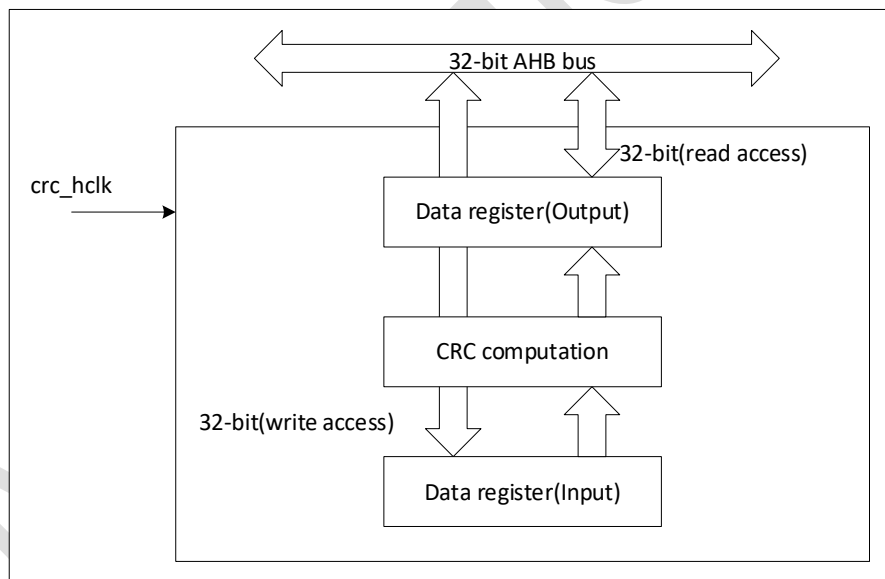 32-bit AHB bus
32-bit(read access)
crc_hclk
Data register(Output)
CRC computation
32-bit(write access)
Data register(Input)